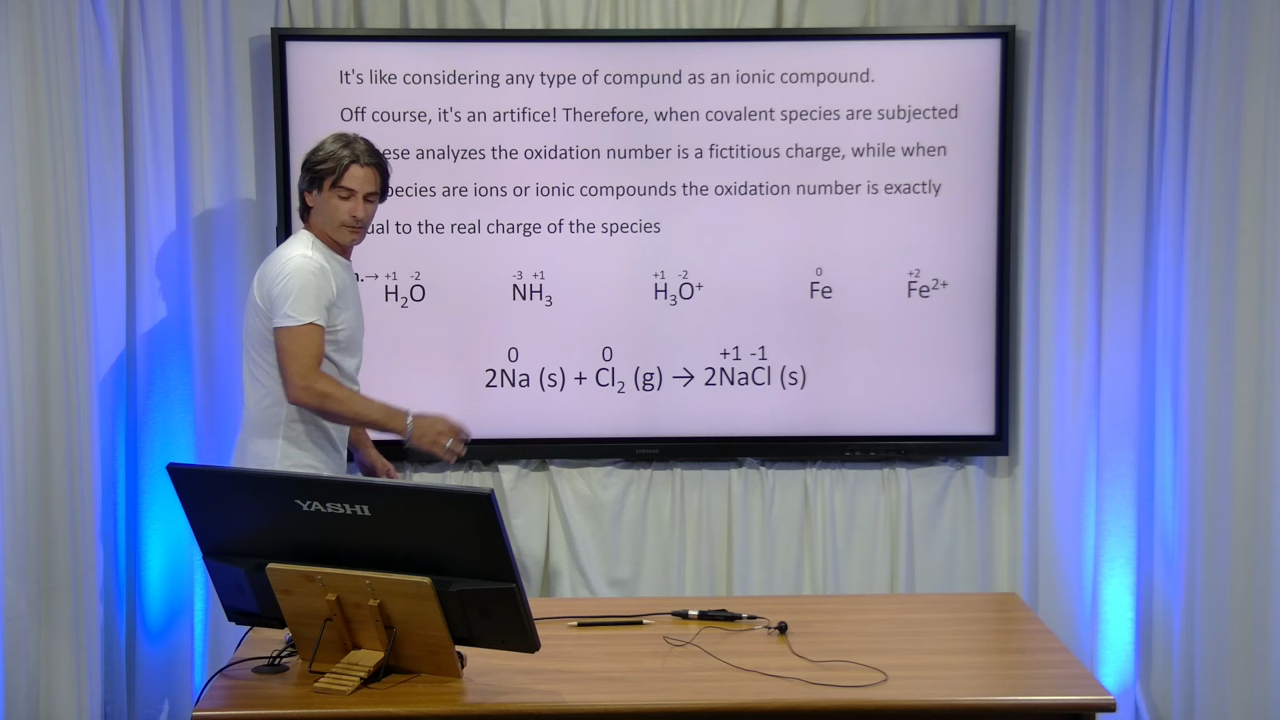 It's like considering any type of compund as an ionic compound.
Off course, it's an artifice! Therefore, when covalent species are subjected
analyzes the oxidation number is a fictitious charge, while when
are ions or ionic compounds the oxidation number is exactly
to the real charge of the species
→ +1 -2 -3 +1 +1 -2 0 +2
H₂O NH₃ H₃O⁺ Fe Fe²⁺
0 0 +1 -1
2Na (s) + Cl₂ (g) → 2NaCl (s)
SAMSUNG
YASHI